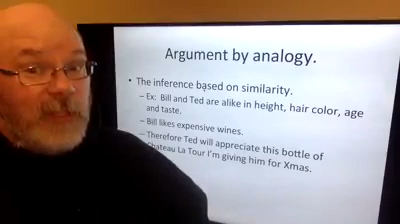 Argument by analogy.
• The inference based on similarity.
– Ex: Bill and Ted are alike in height, hair color, age
and taste.
– Bill likes expensive wines.
– Therefore Ted will appreciate this bottle of
Chateau La Tour I'm giving him for Xmas.